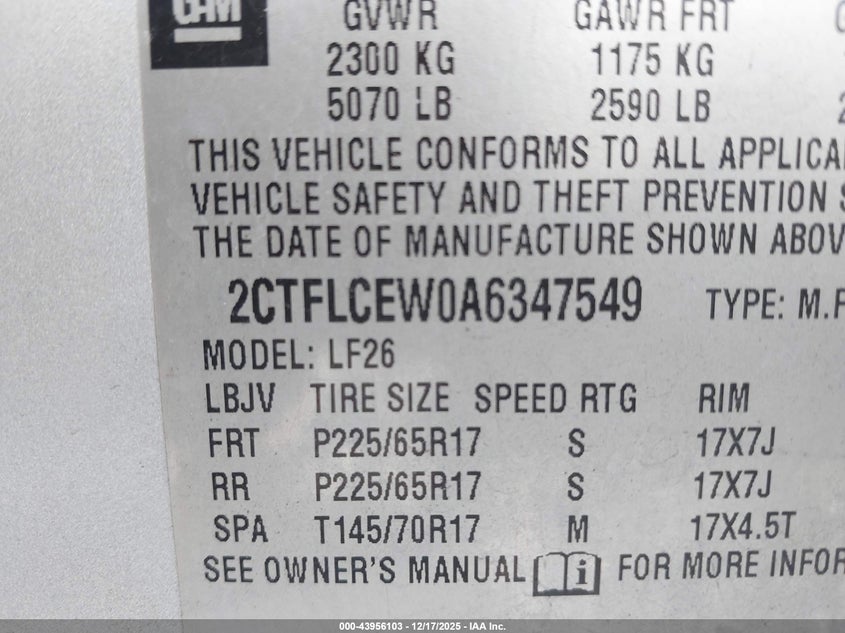 GM
GVWR GAWR FRT
2300 KG 1175 KG
5070 LB 2590 LB
THIS VEHICLE CONFORMS TO ALL
VEHICLE SAFETY AND THEFT PREVENTION
THE DATE OF MANUFACTURE SHOWN
2CTFLCEW0A6347549 TYPE:
MODEL: LF26
LBJV TIRE SIZE SPEED RTG RIM
FRT P225/65R17 S 17X7J
RR P225/65R17 S 17X7J
SPA T145/70R17 M 17X4.5T
SEE OWNER'S MANUAL i FOR MORE
000-43956103 - 12/17/2025 - IAA Inc.